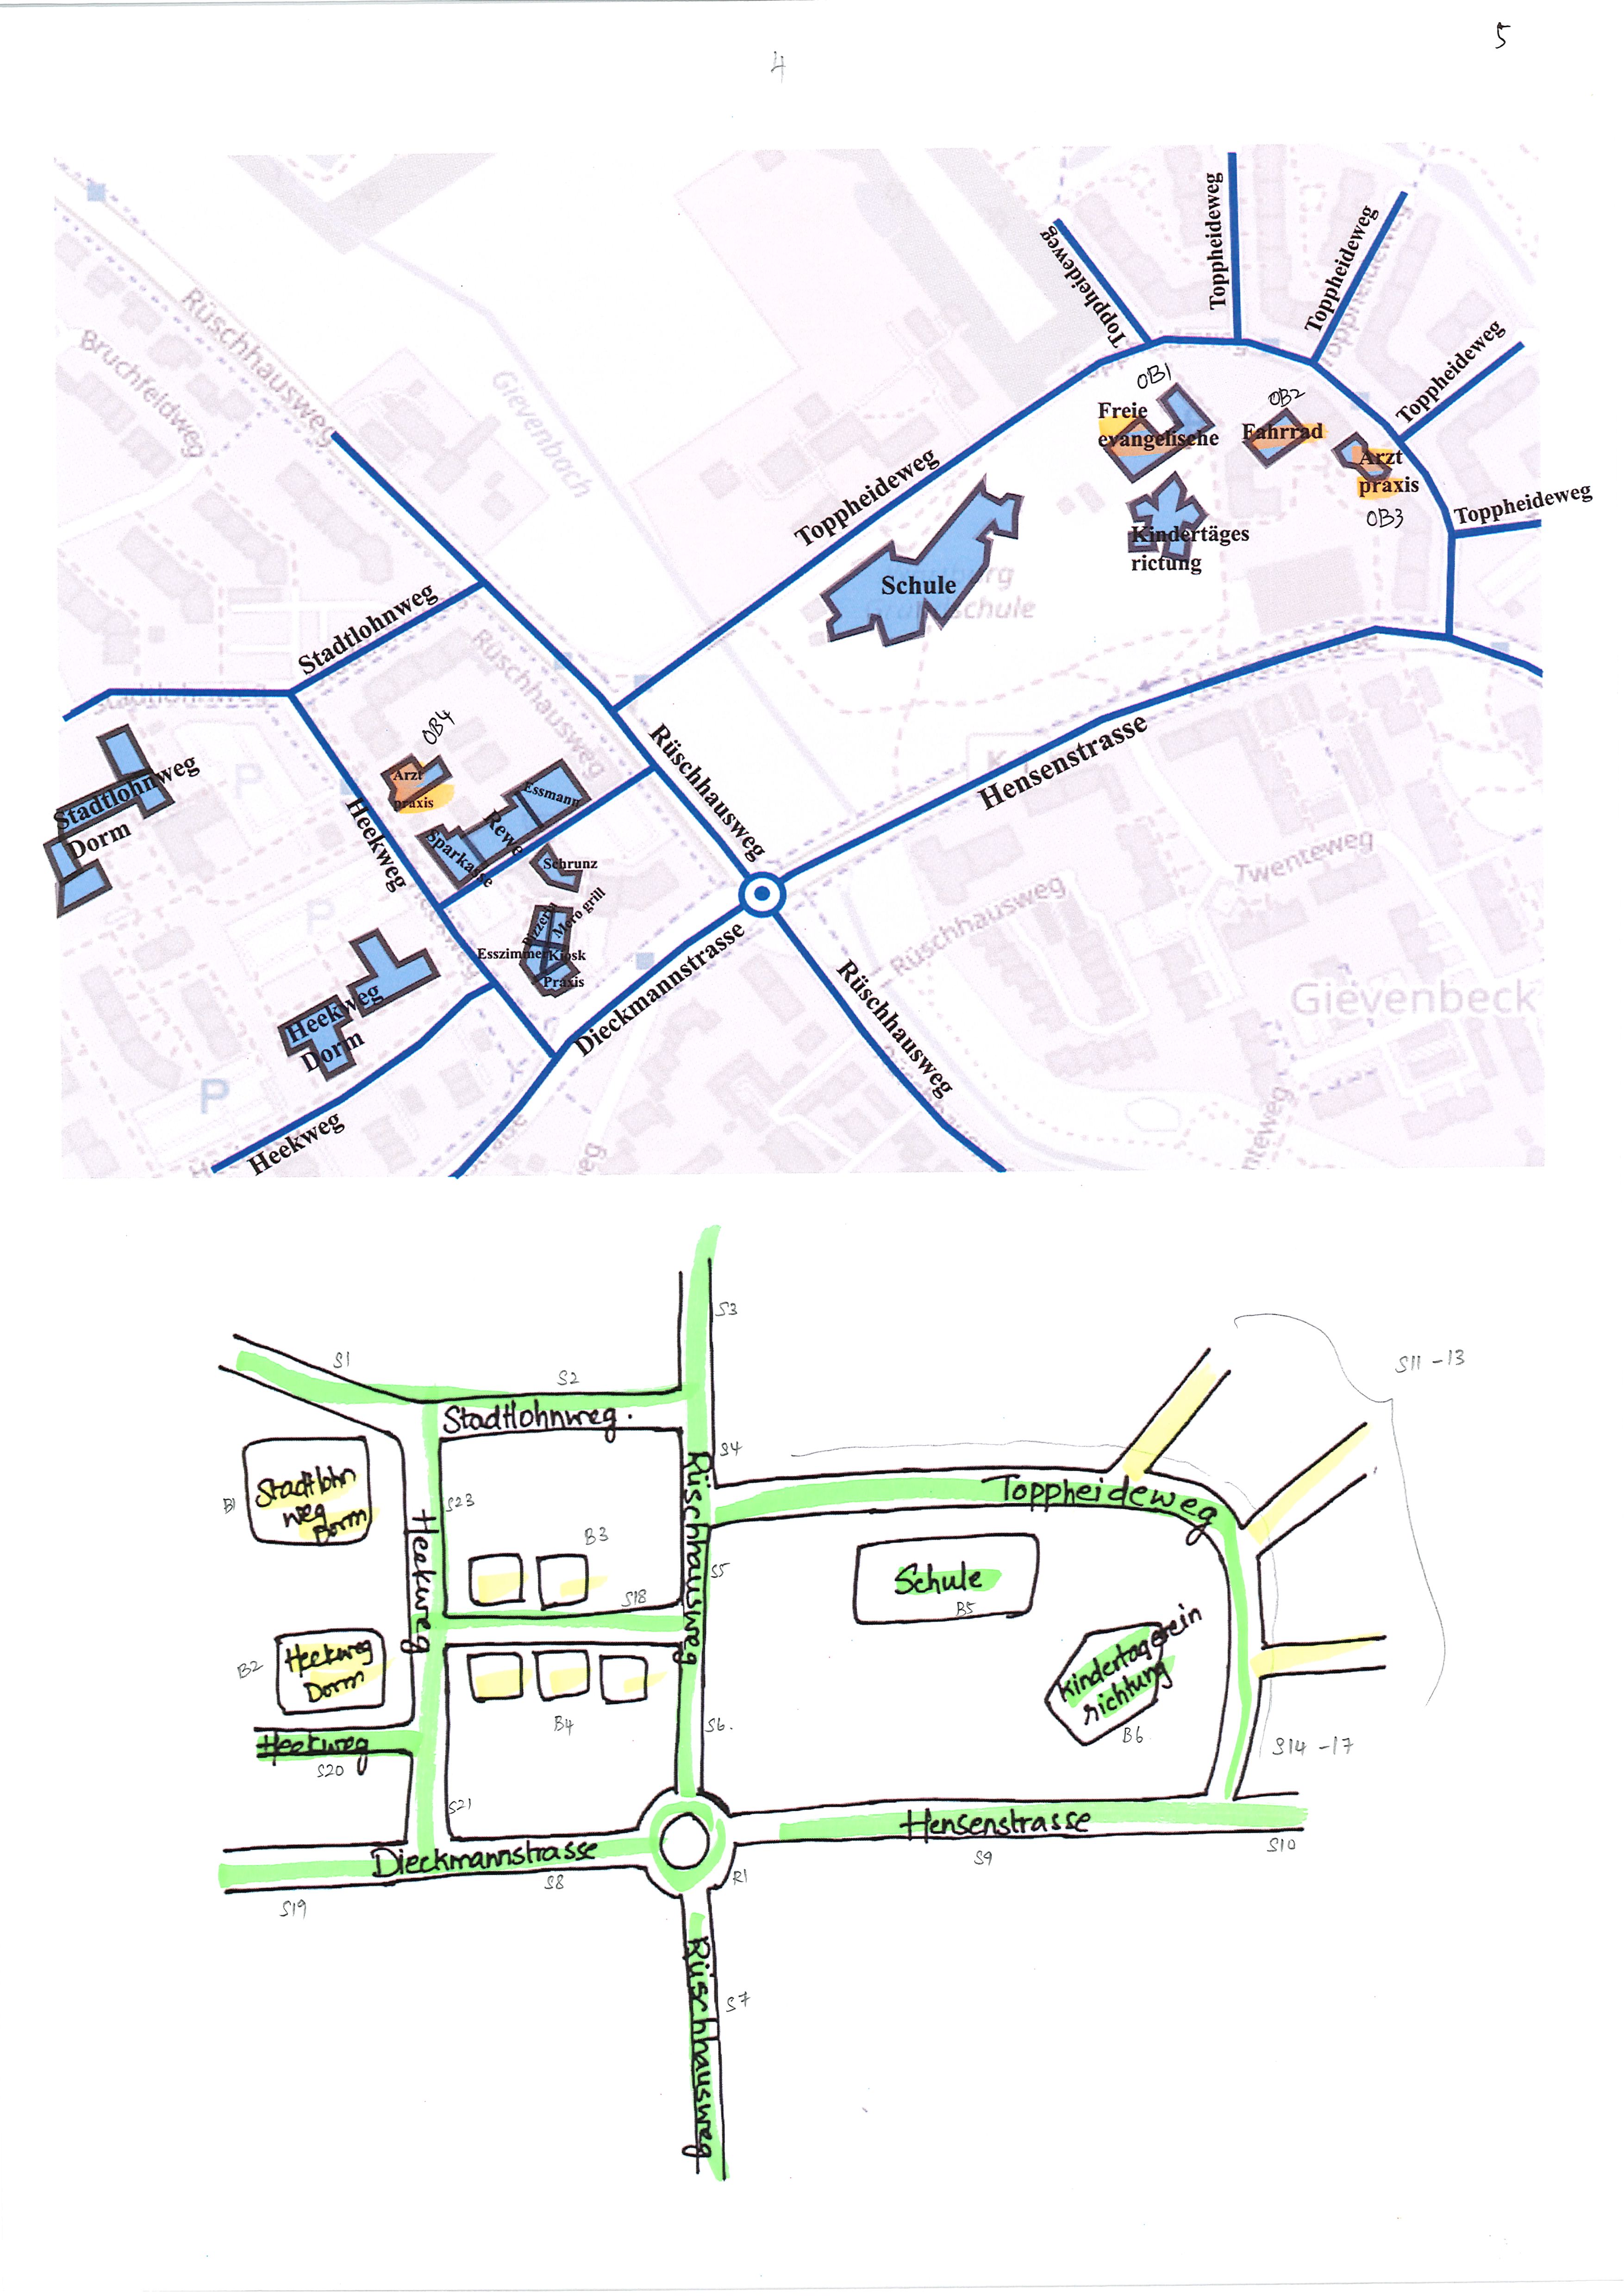 5
4
Toppheideweg
Toppheideweg
Toppheideweg
Toppheideweg
Toppheideweg
Toppheideweg
Rüschhausweg
Bruchfeldweg
Gievenbach
OB1
Freie
evangelische
OB2
Fahrrad
Arzt
praxis
OB3
Kindertäges
rictung
Schule
Stadtlohnweg
Rüschhausweg
Rüschhausweg
Hensenstrasse
OB4
Arzt
praxis
Essmann
Rewe
Sparkasse
Schrunz
Pizzeria
Moro grill
Esszimmer
Kiosk
Praxis
Stadtlohnweg
Dorm
P
Heekweg
Heekweg
Dorm
P
Heekweg
Dieckmannstrasse
Rüschhausweg
Rüschhausweg
Twenteweg
Gievenbeck
S3
S1
S2
Stadtlohnweg.
S11-13
S4
Rüschhausweg
Toppheideweg
B1
Stadtlohn
weg
Dorm
S23
Heekweg
B3
S18
S5
Schule
B5
B2
Heekweg
Dorm
B4
S6.
Kindertagesein
richtung
B6
Heekweg
S20
S21
S14-17
Hensenstrasse
S9
S10
Dieckmannstrasse
S8
R1
S19
S7
Rüschhausweg